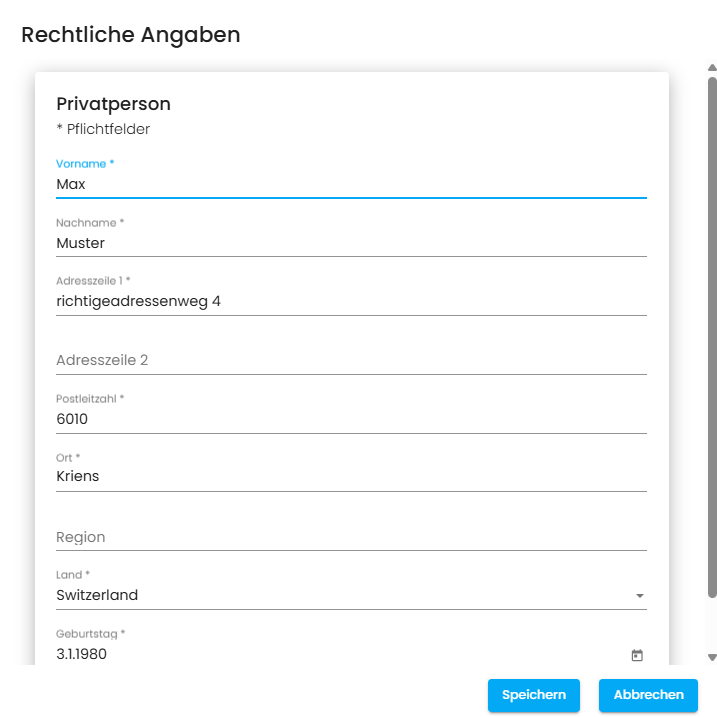 Rechtliche Angaben
Privatperson
* Pflichtfelder
Vorname *
Max
Nachname *
Muster
Adresszeile 1 *
richtigeadressenweg 4
Adresszeile 2
Postleitzahl *
6010
Ort *
Kriens
Region
Land *
Switzerland
Geburtstag *
3.1.1980
Speichern Abbrechen